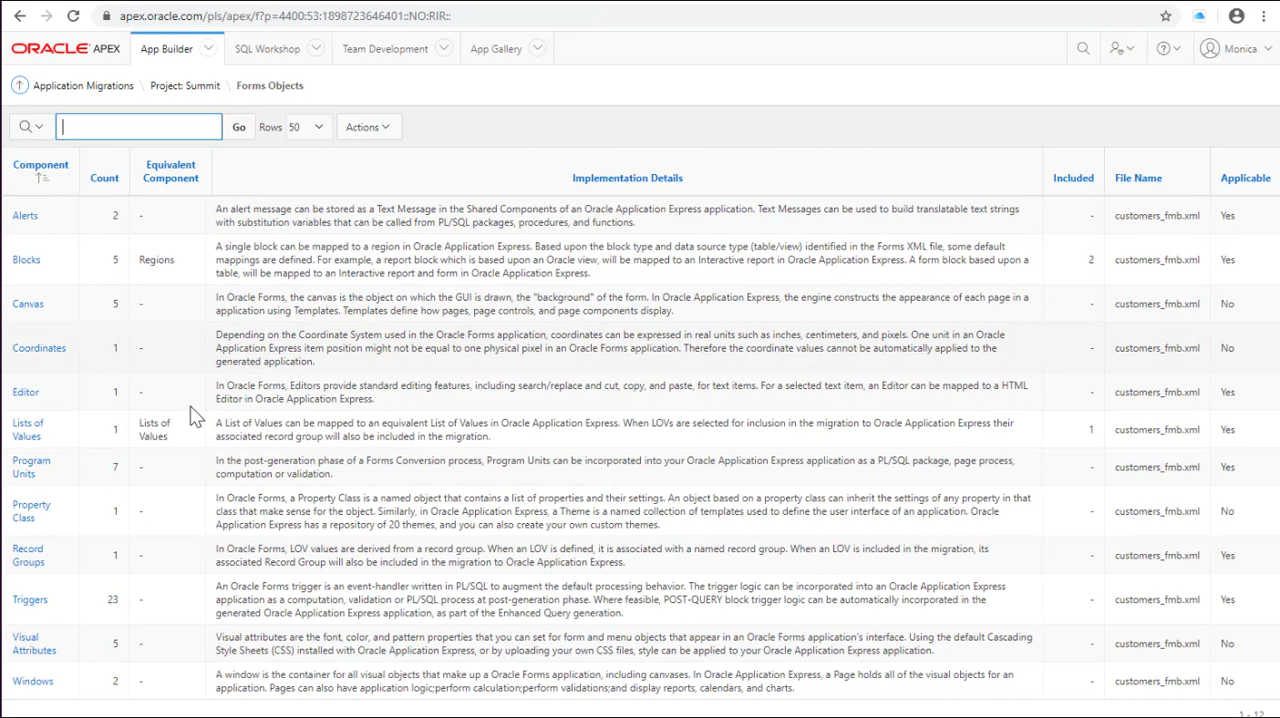 apex.oracle.com/pls/apex/f?p=4400:53:1898723646401::NO:RIR::
ORACLE APEX App Builder SQL Workshop Team Development App Gallery Monica
Application Migrations Project: Summit Forms Objects
Go Rows 50 Actions
Component Count Equivalent Component Implementation Details Included File Name Applicable
Alerts 2 - An alert message can be stored as a Text Message in the Shared Components of an Oracle Application Express application. Text Messages can be used to build translatable text strings
with substitution variables that can be called from PL/SQL packages, procedures, and functions. - customers_fmb.xml Yes
Blocks 5 Regions A single block can be mapped to a region in Oracle Application Express. Based upon the block type and data source type (table/view) identified in the Forms XML file, some default
mappings are defined. For example, a report block which is based upon an Oracle view, will be mapped to an Interactive report in Oracle Application Express. A form block based upon a
table, will be mapped to an Interactive report and form in Oracle Application Express. 2 customers_fmb.xml Yes
Canvas 5 - In Oracle Forms, the canvas is the object on which the GUI is drawn, the "background" of the form. In Oracle Application Express, the engine constructs the appearance of each page in a
application using Templates. Templates define how pages, page controls, and page components display. - customers_fmb.xml No
Coordinates 1 - Depending on the Coordinate System used in the Oracle Forms application, coordinates can be expressed in real units such as inches, centimeters, and pixels. One unit in an Oracle
Application Express item position might not be equal to one physical pixel in an Oracle Forms application. Therefore the coordinate values cannot be automatically applied to the
generated application. - customers_fmb.xml No
Editor 1 - In Oracle Forms, Editors provide standard editing features, including search/replace and cut, copy, and paste, for text items. For a selected text item, an Editor can be mapped to a HTML
Editor in Oracle Application Express. - customers_fmb.xml Yes
Lists of Values 1 Lists of Values A List of Values can be mapped to an equivalent List of Values in Oracle Application Express. When LOVs are selected for inclusion in the migration to Oracle Application Express their
associated record group will also be included in the migration. 1 customers_fmb.xml Yes
Program Units 7 - In the post-generation phase of a Forms Conversion process, Program Units can be incorporated into your Oracle Application Express application as a PL/SQL package, page process,
computation or validation. - customers_fmb.xml Yes
Property Class 1 - In Oracle Forms, a Property Class is a named object that contains a list of properties and their settings. An object based on a property class can inherit the settings of any property in that
class that make sense for the object. Similarly, in Oracle Application Express, a Theme is a named collection of templates used to define the user interface of an application. Oracle
Application Express has a repository of 20 themes, and you can also create your own custom themes. - customers_fmb.xml No
Record Groups 1 - In Oracle Forms, LOV values are derived from a record group. When an LOV is defined, it is associated with a named record group. When an LOV is included in the migration, its
associated Record Group will also be included in the migration to Oracle Application Express. - customers_fmb.xml Yes
Triggers 23 - An Oracle Forms trigger is an event-handler written in PL/SQL to augment the default processing behavior. The trigger logic can be incorporated into an Oracle Application Express
application as a computation, validation or PL/SQL process at post-generation phase. Where feasible, POST-QUERY block trigger logic can be automatically incorporated in the
generated Oracle Application Express application, as part of the Enhanced Query generation. - customers_fmb.xml Yes
Visual Attributes 5 - Visual attributes are the font, color, and pattern properties that you can set for form and menu objects that appear in an Oracle Forms application's interface. Using the default Cascading
Style Sheets (CSS) installed with Oracle Application Express, or by uploading your own CSS files, style can be applied to your Oracle Application Express application. - customers_fmb.xml No
Windows 2 - A window is the container for all visual objects that make up a Oracle Forms application, including canvases. In Oracle Application Express, a Page holds all of the visual objects for an
application. Pages can also have application logic;perform calculation;perform validations;and display reports, calendars, and charts. - customers_fmb.xml No
1 - 12